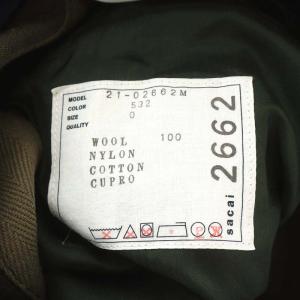 MODEL 21-02662M
COLOR 532
SIZE 0
QUALITY
WOOL 100
NYLON
COTTON
CUPRO
sacai 2662